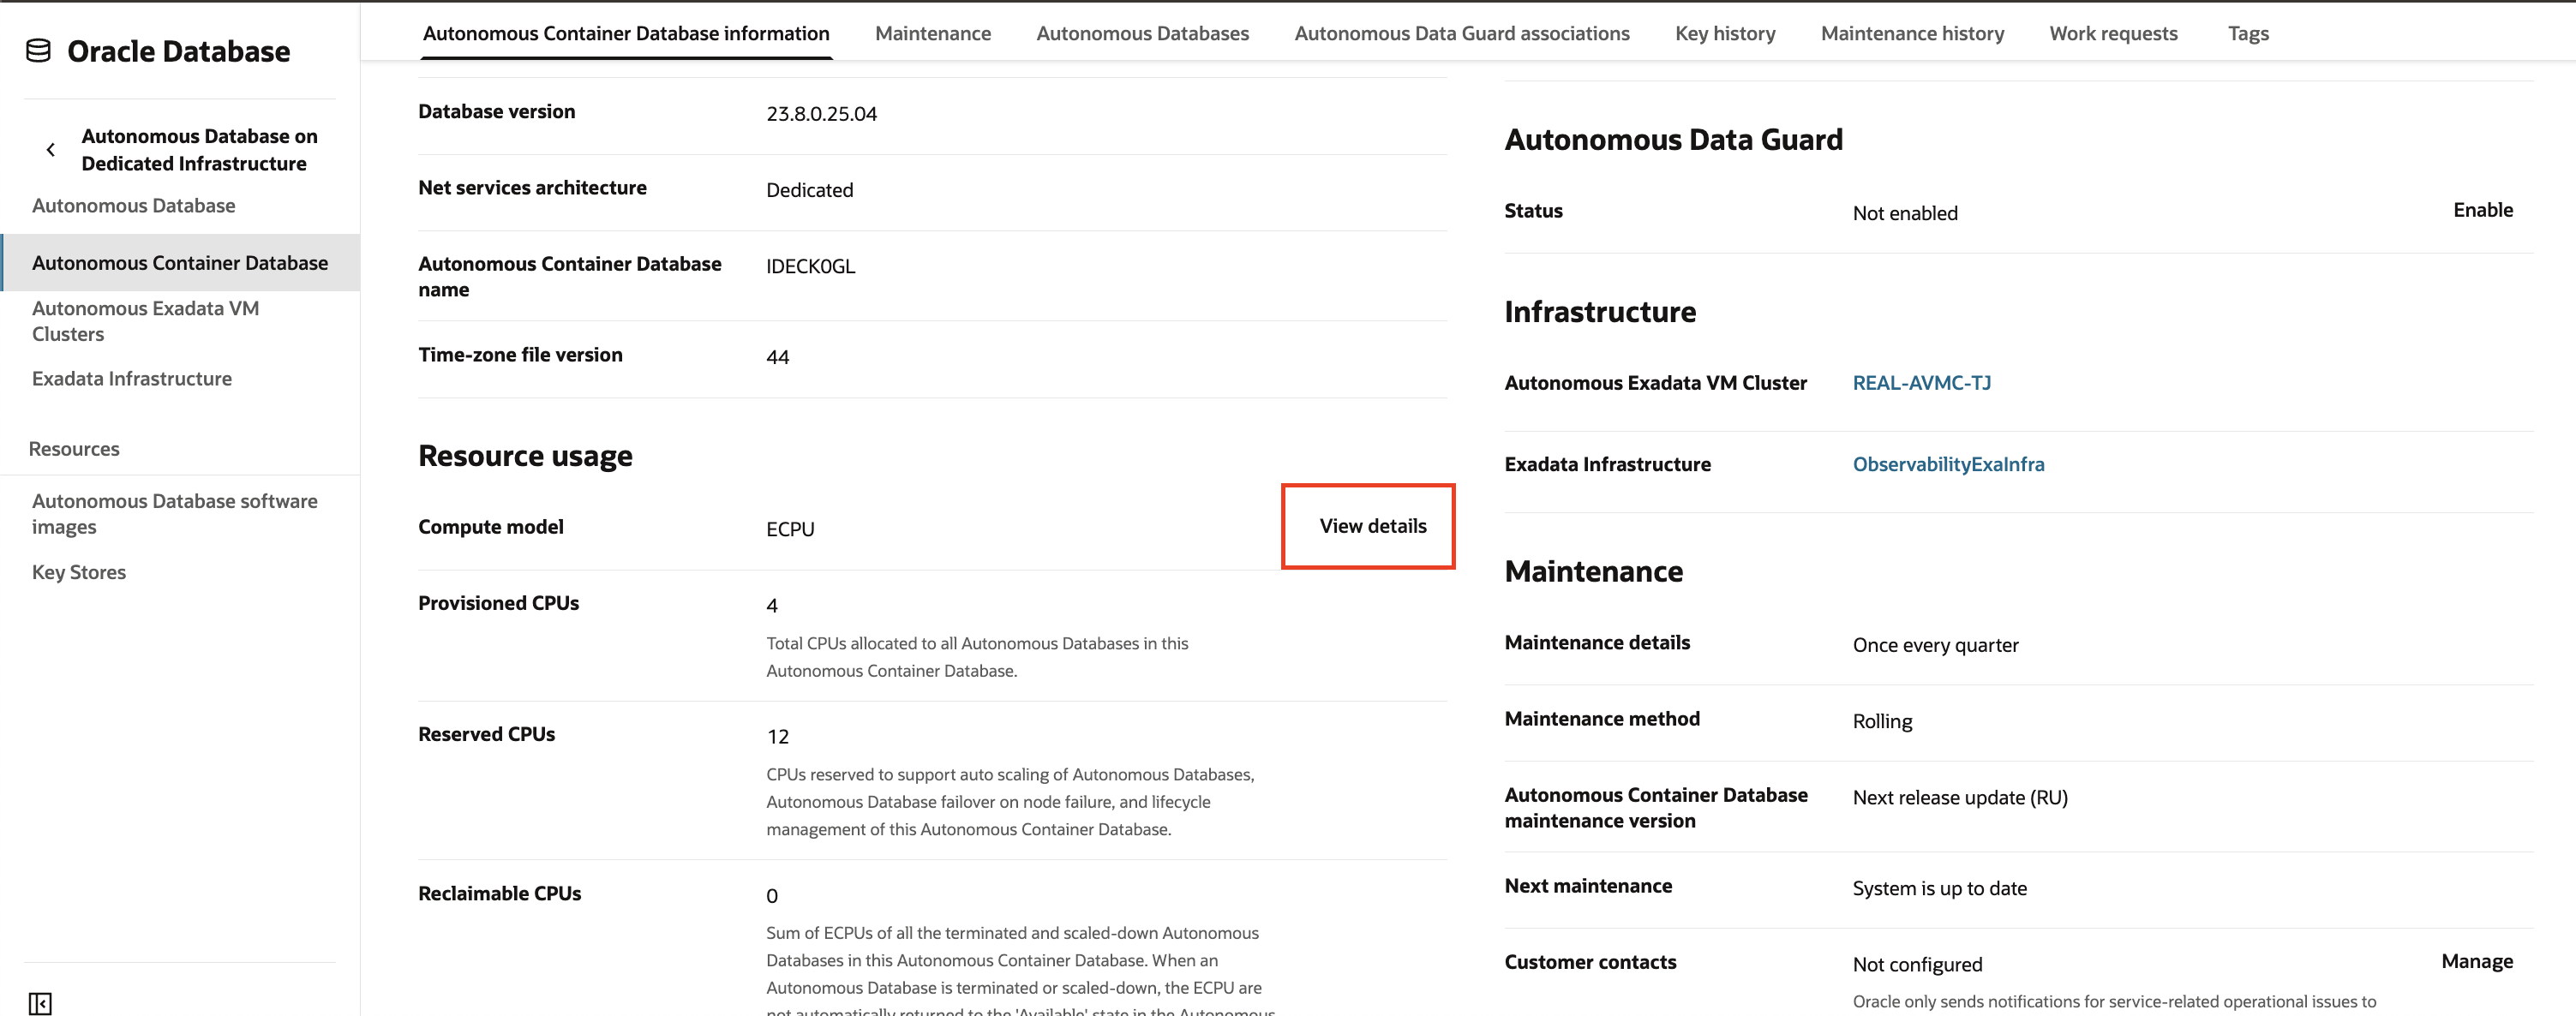 Oracle Database
Autonomous Database on
Dedicated Infrastructure
Autonomous Database
Autonomous Container Database
Autonomous Exadata VM
Clusters
Exadata Infrastructure
Resources
Autonomous Database software
images
Key Stores
Autonomous Container Database information
Maintenance
Autonomous Databases
Autonomous Data Guard associations
Key history
Maintenance history
Work requests
Tags
Database version
23.8.0.25.04
Net services architecture
Dedicated
Autonomous Container Database
name
IDECK0GL
Time-zone file version
44
Resource usage
Compute model
ECPU
View details
Provisioned CPUs
4
Total CPUs allocated to all Autonomous Databases in this
Autonomous Container Database.
Reserved CPUs
12
CPUs reserved to support auto scaling of Autonomous Databases,
Autonomous Database failover on node failure, and lifecycle
management of this Autonomous Container Database.
Reclaimable CPUs
0
Sum of ECPUs of all the terminated and scaled-down Autonomous
Databases in this Autonomous Container Database. When an
Autonomous Database is terminated or scaled-down, the ECPU are
not automatically returned to the 'Available' state in the Autonomous
Autonomous Data Guard
Status
Not enabled
Enable
Infrastructure
Autonomous Exadata VM Cluster
REAL-AVMC-TJ
Exadata Infrastructure
ObservabilityExaInfra
Maintenance
Maintenance details
Once every quarter
Maintenance method
Rolling
Autonomous Container Database
maintenance version
Next release update (RU)
Next maintenance
System is up to date
Customer contacts
Not configured
Manage
Oracle only sends notifications for service-related operational issues to